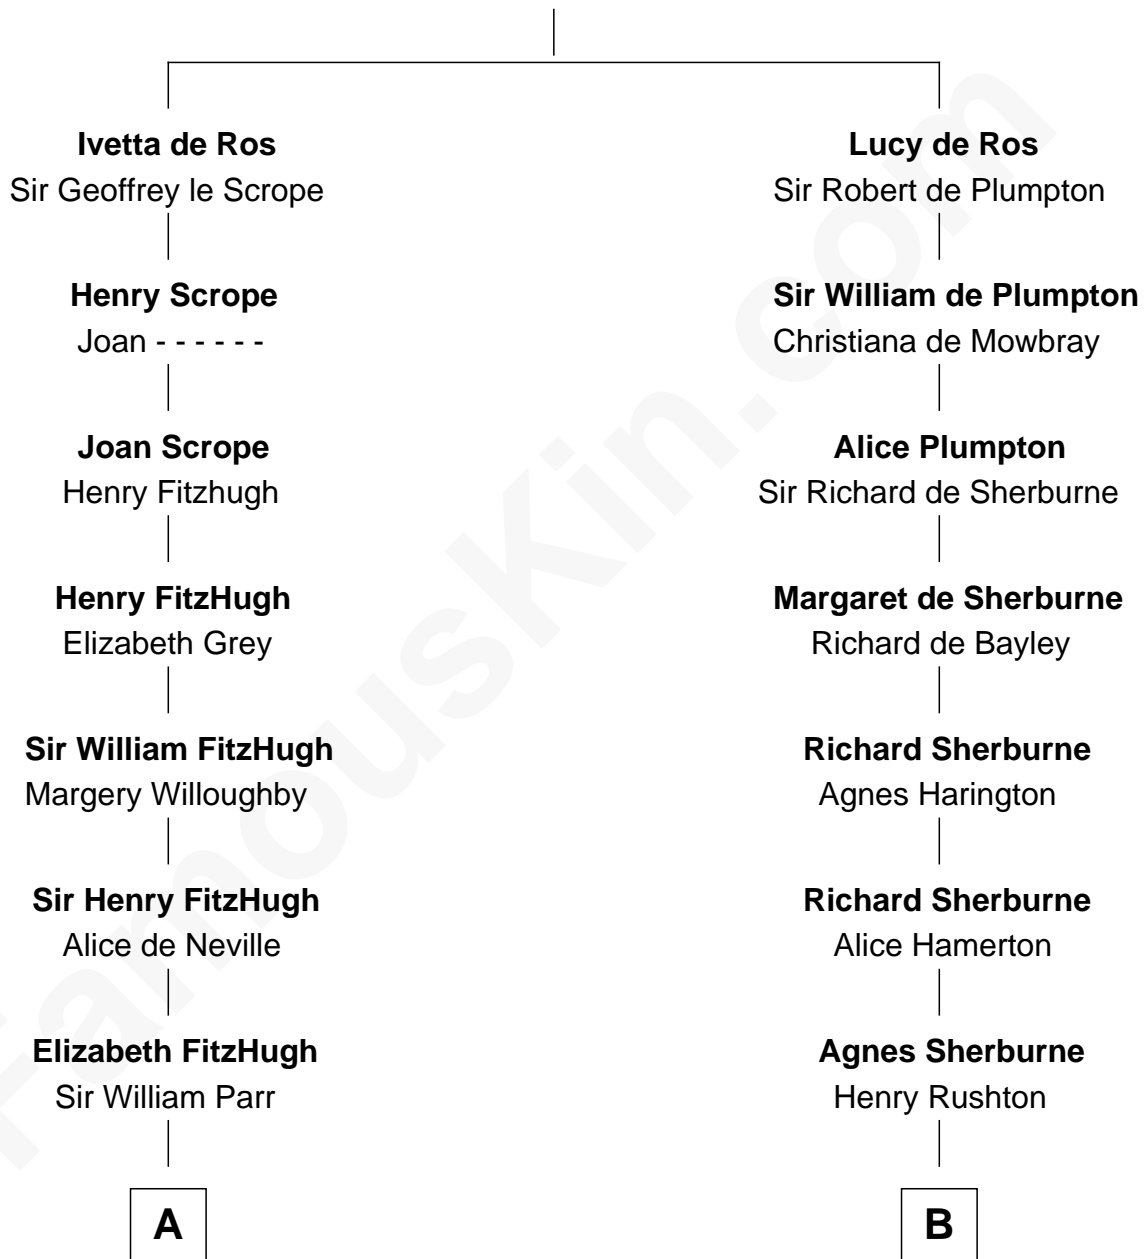 Ivetta de Ros
Sir Geoffrey le Scrope
Henry Scrope
Joan - - - - - -
Joan Scrope
Henry Fitzhugh
Henry FitzHugh
Elizabeth Grey
Sir William FitzHugh
Margery Willoughby
Sir Henry FitzHugh
Alice de Neville
Elizabeth FitzHugh
Sir William Parr
A
Lucy de Ros
Sir Robert de Plumpton
Sir William de Plumpton
Christiana de Mowbray
Alice Plumpton
Sir Richard de Sherburne
Margaret de Sherburne
Richard de Bayley
Richard Sherburne
Agnes Harington
Richard Sherburne
Alice Hamerton
Agnes Sherburne
Henry Rushton
B
FamousKin.com